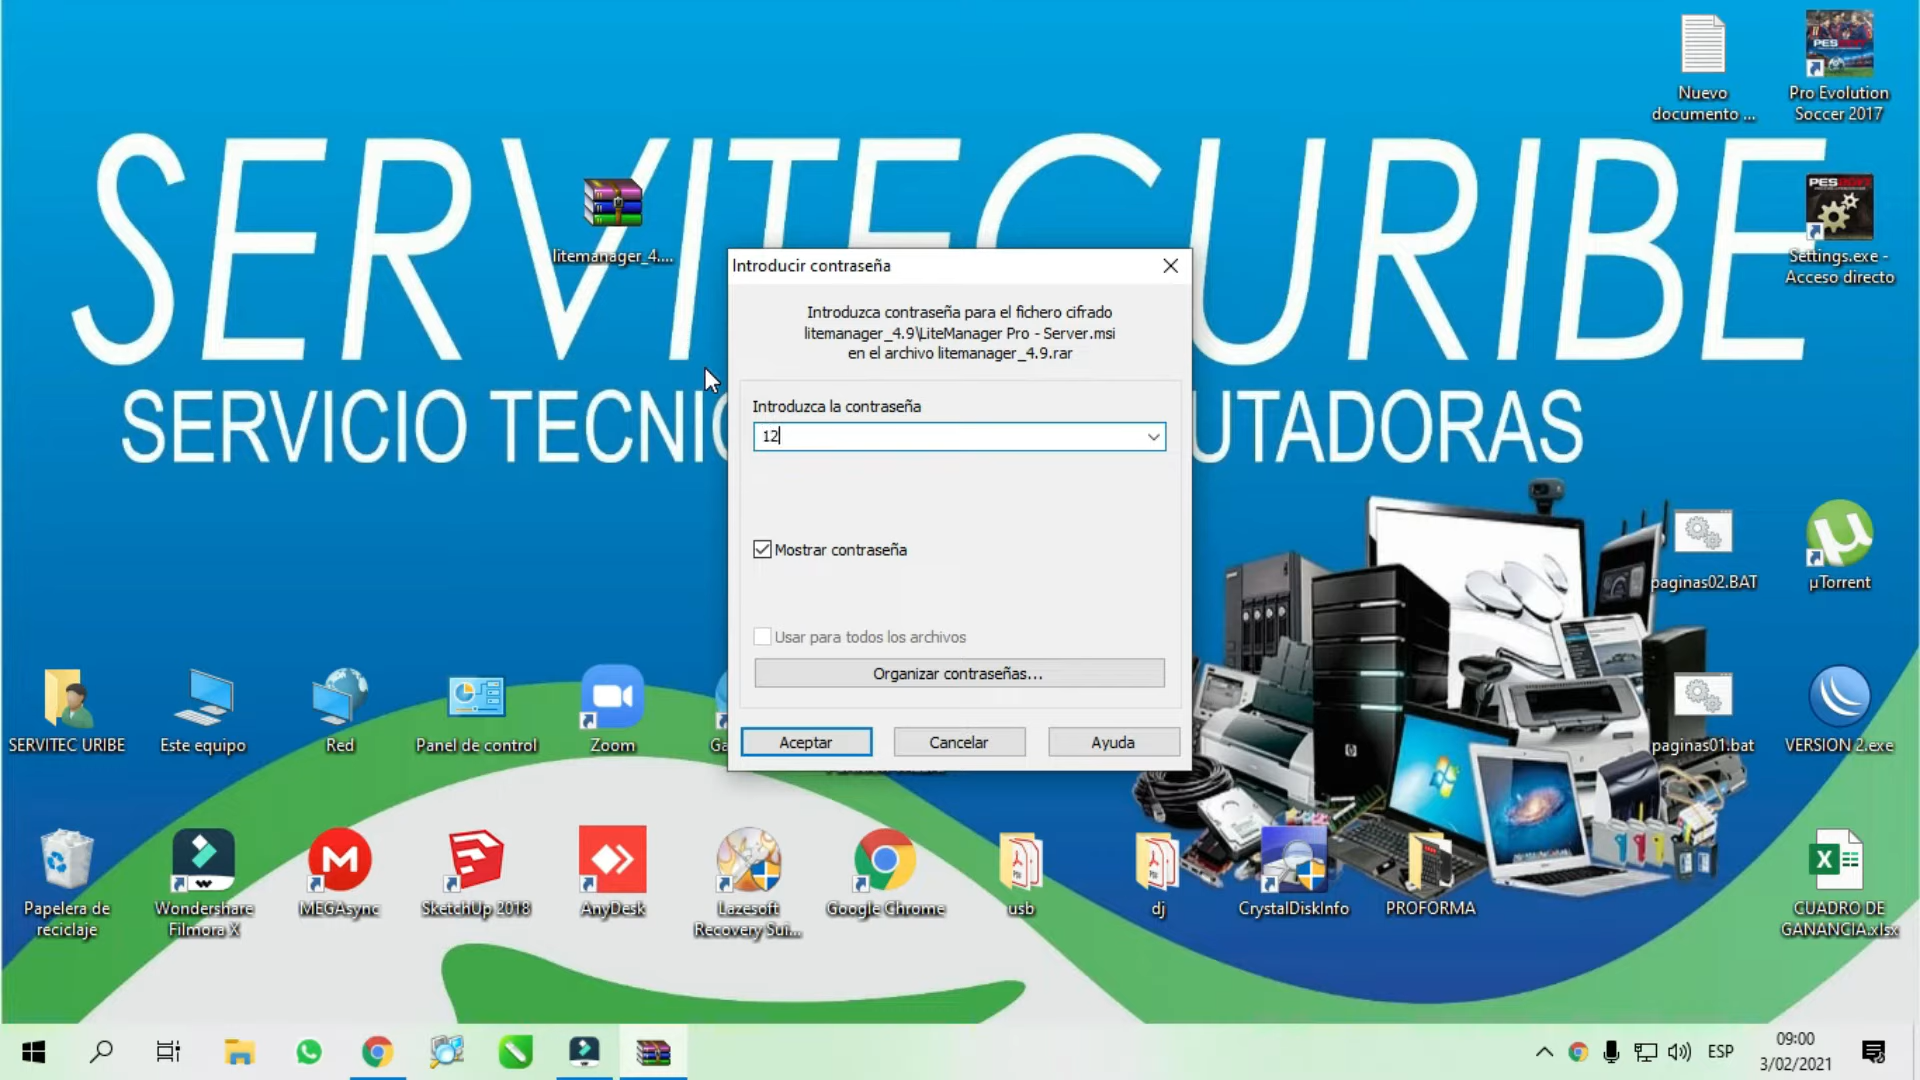 SERVITECURIBE
SERVICIO TECNI
UTADORAS
Nuevo
documento ...
Pro Evolution
Soccer 2017
litemanager_4....
Settings.exe -
Acceso directo
Introducir contraseña
Introduzca contraseña para el fichero cifrado
litemanager_4.9\LiteManager Pro - Server.msi
en el archivo litemanager_4.9.rar
Introduzca la contraseña
12
Mostrar contraseña
Usar para todos los archivos
Organizar contraseñas...
Aceptar
Cancelar
Ayuda
paginas02.BAT
µTorrent
SERVITEC URIBE
Este equipo
Red
Panel de control
Zoom
Ga
paginas01.bat
VERSION 2.exe
Papelera de
reciclaje
Wondershare
Filmora X
MEGAsync
SketchUp 2018
AnyDesk
Lazesoft
Recovery Sui...
Google Chrome
usb
dj
CrystalDiskInfo
PROFORMA
CUADRO DE
GANANCIA.xlsx
ESP
09:00
3/02/2021